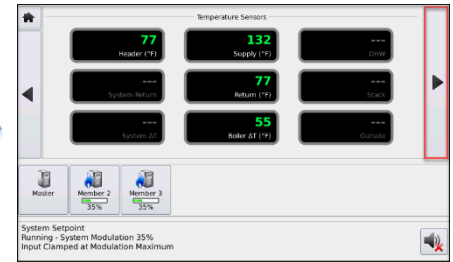 Temperature Sensors
77
Header (°F)
132
Supply (°F)
---
DHW
---
System Return
77
Return (°F)
---
Stack
---
System ΔT
55
Boiler ΔT (°F)
---
Outside
Master
Member 2
35%
Member 3
35%
System Setpoint
Running - System Modulation 35%
Input Clamped at Modulation Maximum